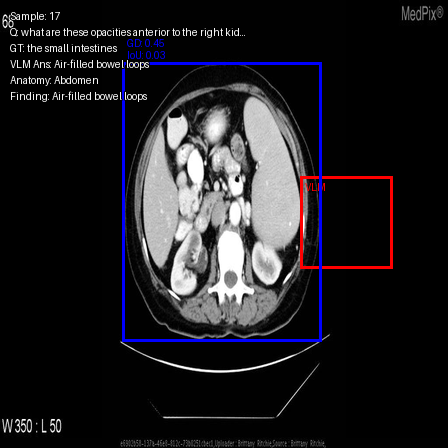 Sample: 17
MedPix®
Q: what are these opacities anterior to the right kid...
GT: the small intestines
VLM Ans: Air-filled bowel loops
Anatomy: Abdomen
Finding: Air-filled bowel loops
VLM
W 350 : L 50